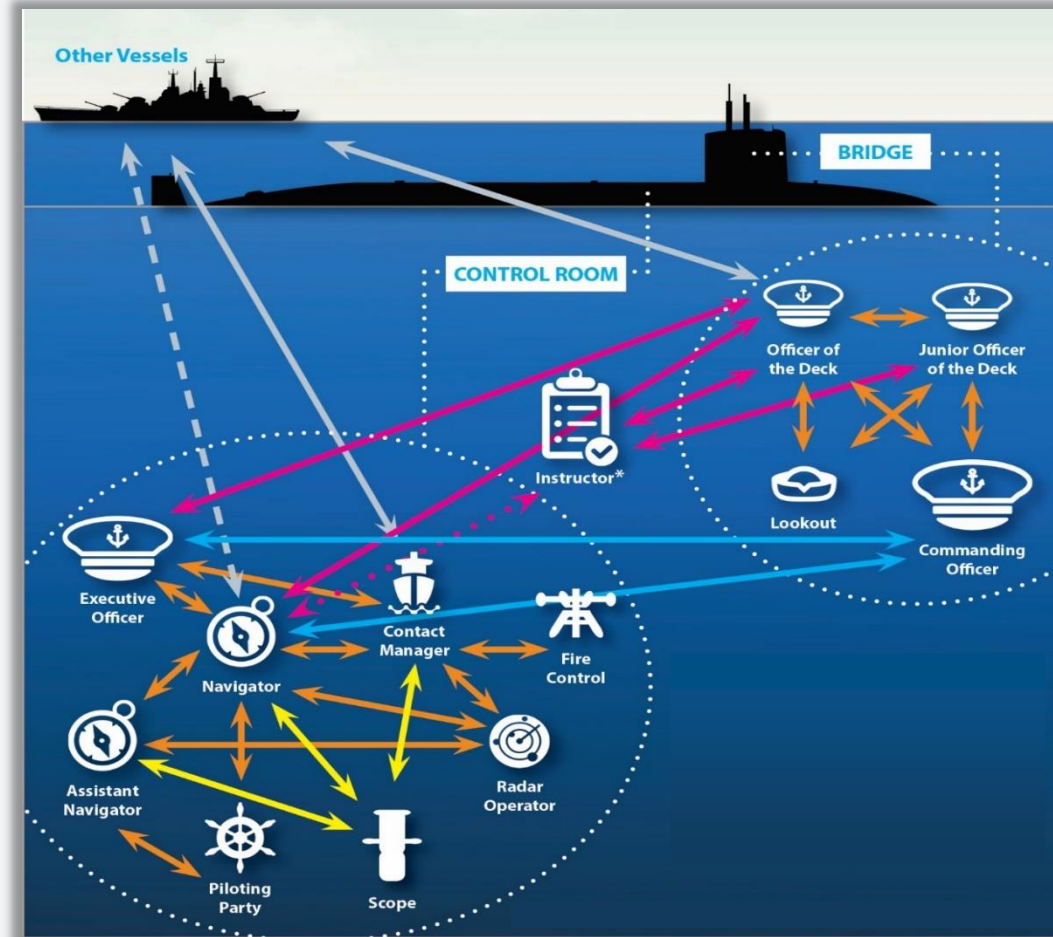 Other Vessels
BRIDGE
CONTROL ROOM
Officer of
the Deck
Junior Officer
of the Deck
Instructor*
Lookout
Commanding
Officer
Executive
Officer
Contact
Manager
Fire
Control
Navigator
Assistant
Navigator
Radar
Operator
Piloting
Party
Scope